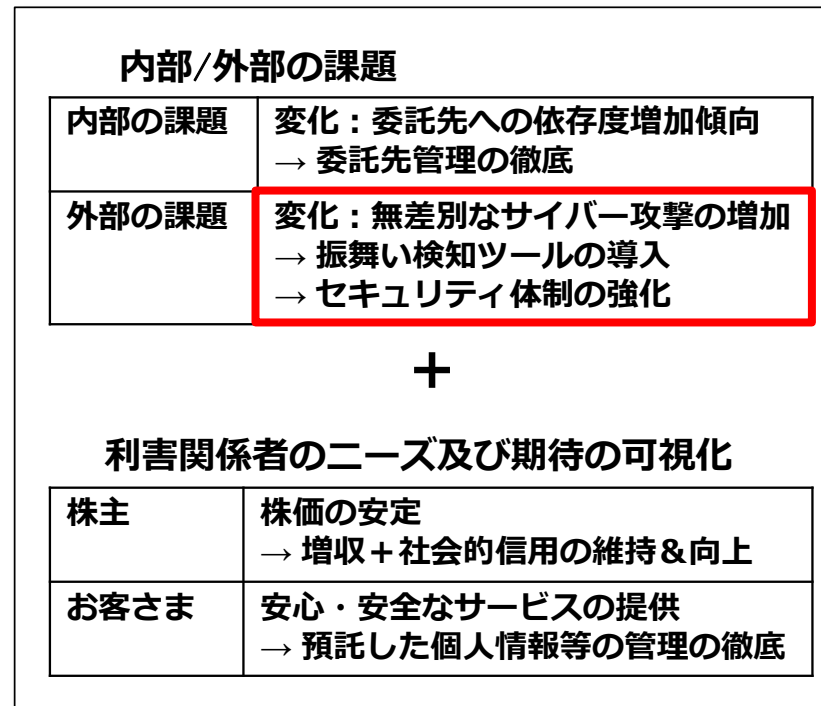 内部/外部の課題
内部の課題
変化：委託先への依存度増加傾向
→ 委託先管理の徹底
外部の課題
変化：無差別なサイバー攻撃の増加
→ 振舞い検知ツールの導入
→ セキュリティ体制の強化
＋
利害関係者のニーズ及び期待の可視化
株主
株価の安定
→ 増収＋社会的信用の維持＆向上
お客さま
安心・安全なサービスの提供
→ 預託した個人情報等の管理の徹底